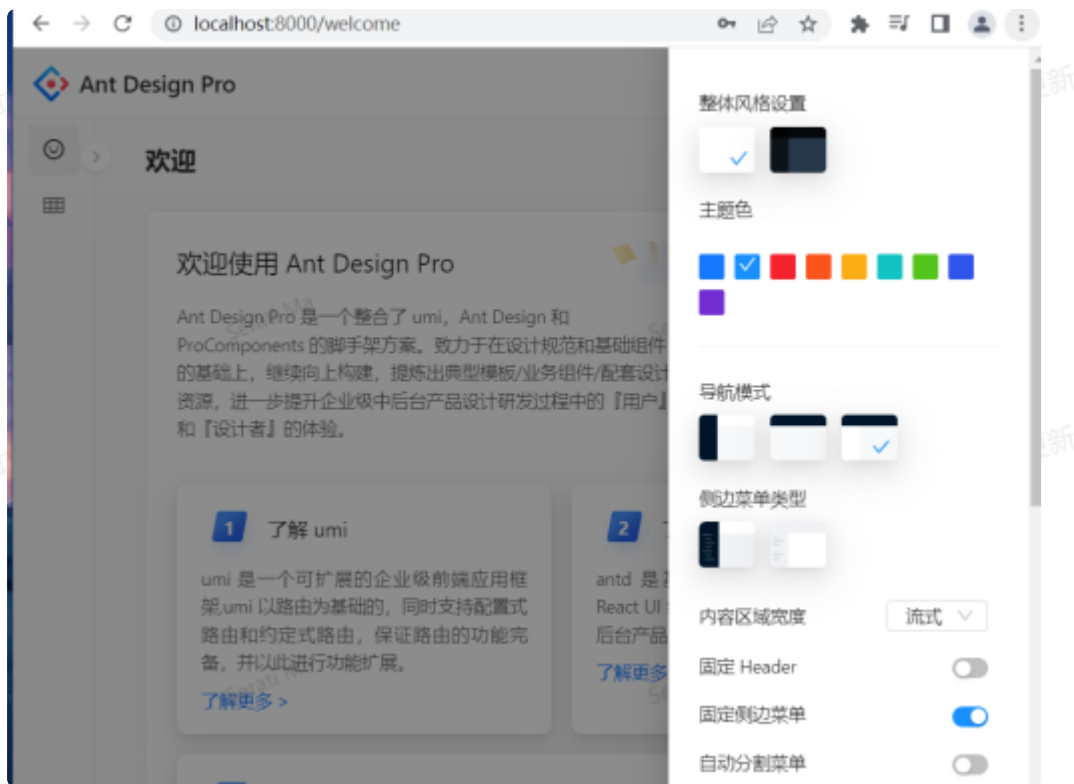 localhost:8000/welcome
Ant Design Pro
欢迎
欢迎使用 Ant Design Pro
Ant Design Pro 是一个整合了 umi，Ant Design 和
ProComponents 的脚手架方案。致力于在设计规范和基础组件
的基础上，继续向上构建，提炼出典型模板/业务组件/配套设计
资源，进一步提升企业级中后台产品设计研发过程中的『用户』
和『设计者』的体验。
1 了解 umi
umi 是一个可扩展的企业级前端应用框
架,umi 以路由为基础的，同时支持配置式
路由和约定式路由，保证路由的功能完
备，并以此进行功能扩展。
了解更多 >
2
antd 是
React UI
后台产品
了解更多
Serati Ma
Serati Ma
整体风格设置
主题色
导航模式
侧边菜单类型
内容区域宽度 流式
固定 Header
固定侧边菜单
自动分割菜单
更新
更新